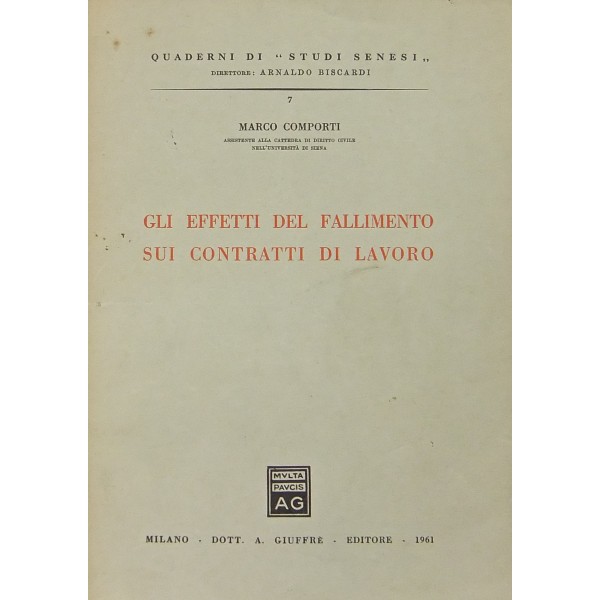 QUADERNI DI " STUDI SENESI „
DIRETTORE: ARNALDO BISCARDI
7
MARCO COMPORTI
ASSISTENTE ALLA CATTEDRA DI DIRITTO CIVILE
NELL'UNIVERSITÀ DI SIENA
GLI EFFETTI DEL FALLIMENTO
SUI CONTRATTI DI LAVORO
MVLTA
PAVCIS
AG
MILANO - DOTT. A. GIUFFRÈ - EDITORE - 1961